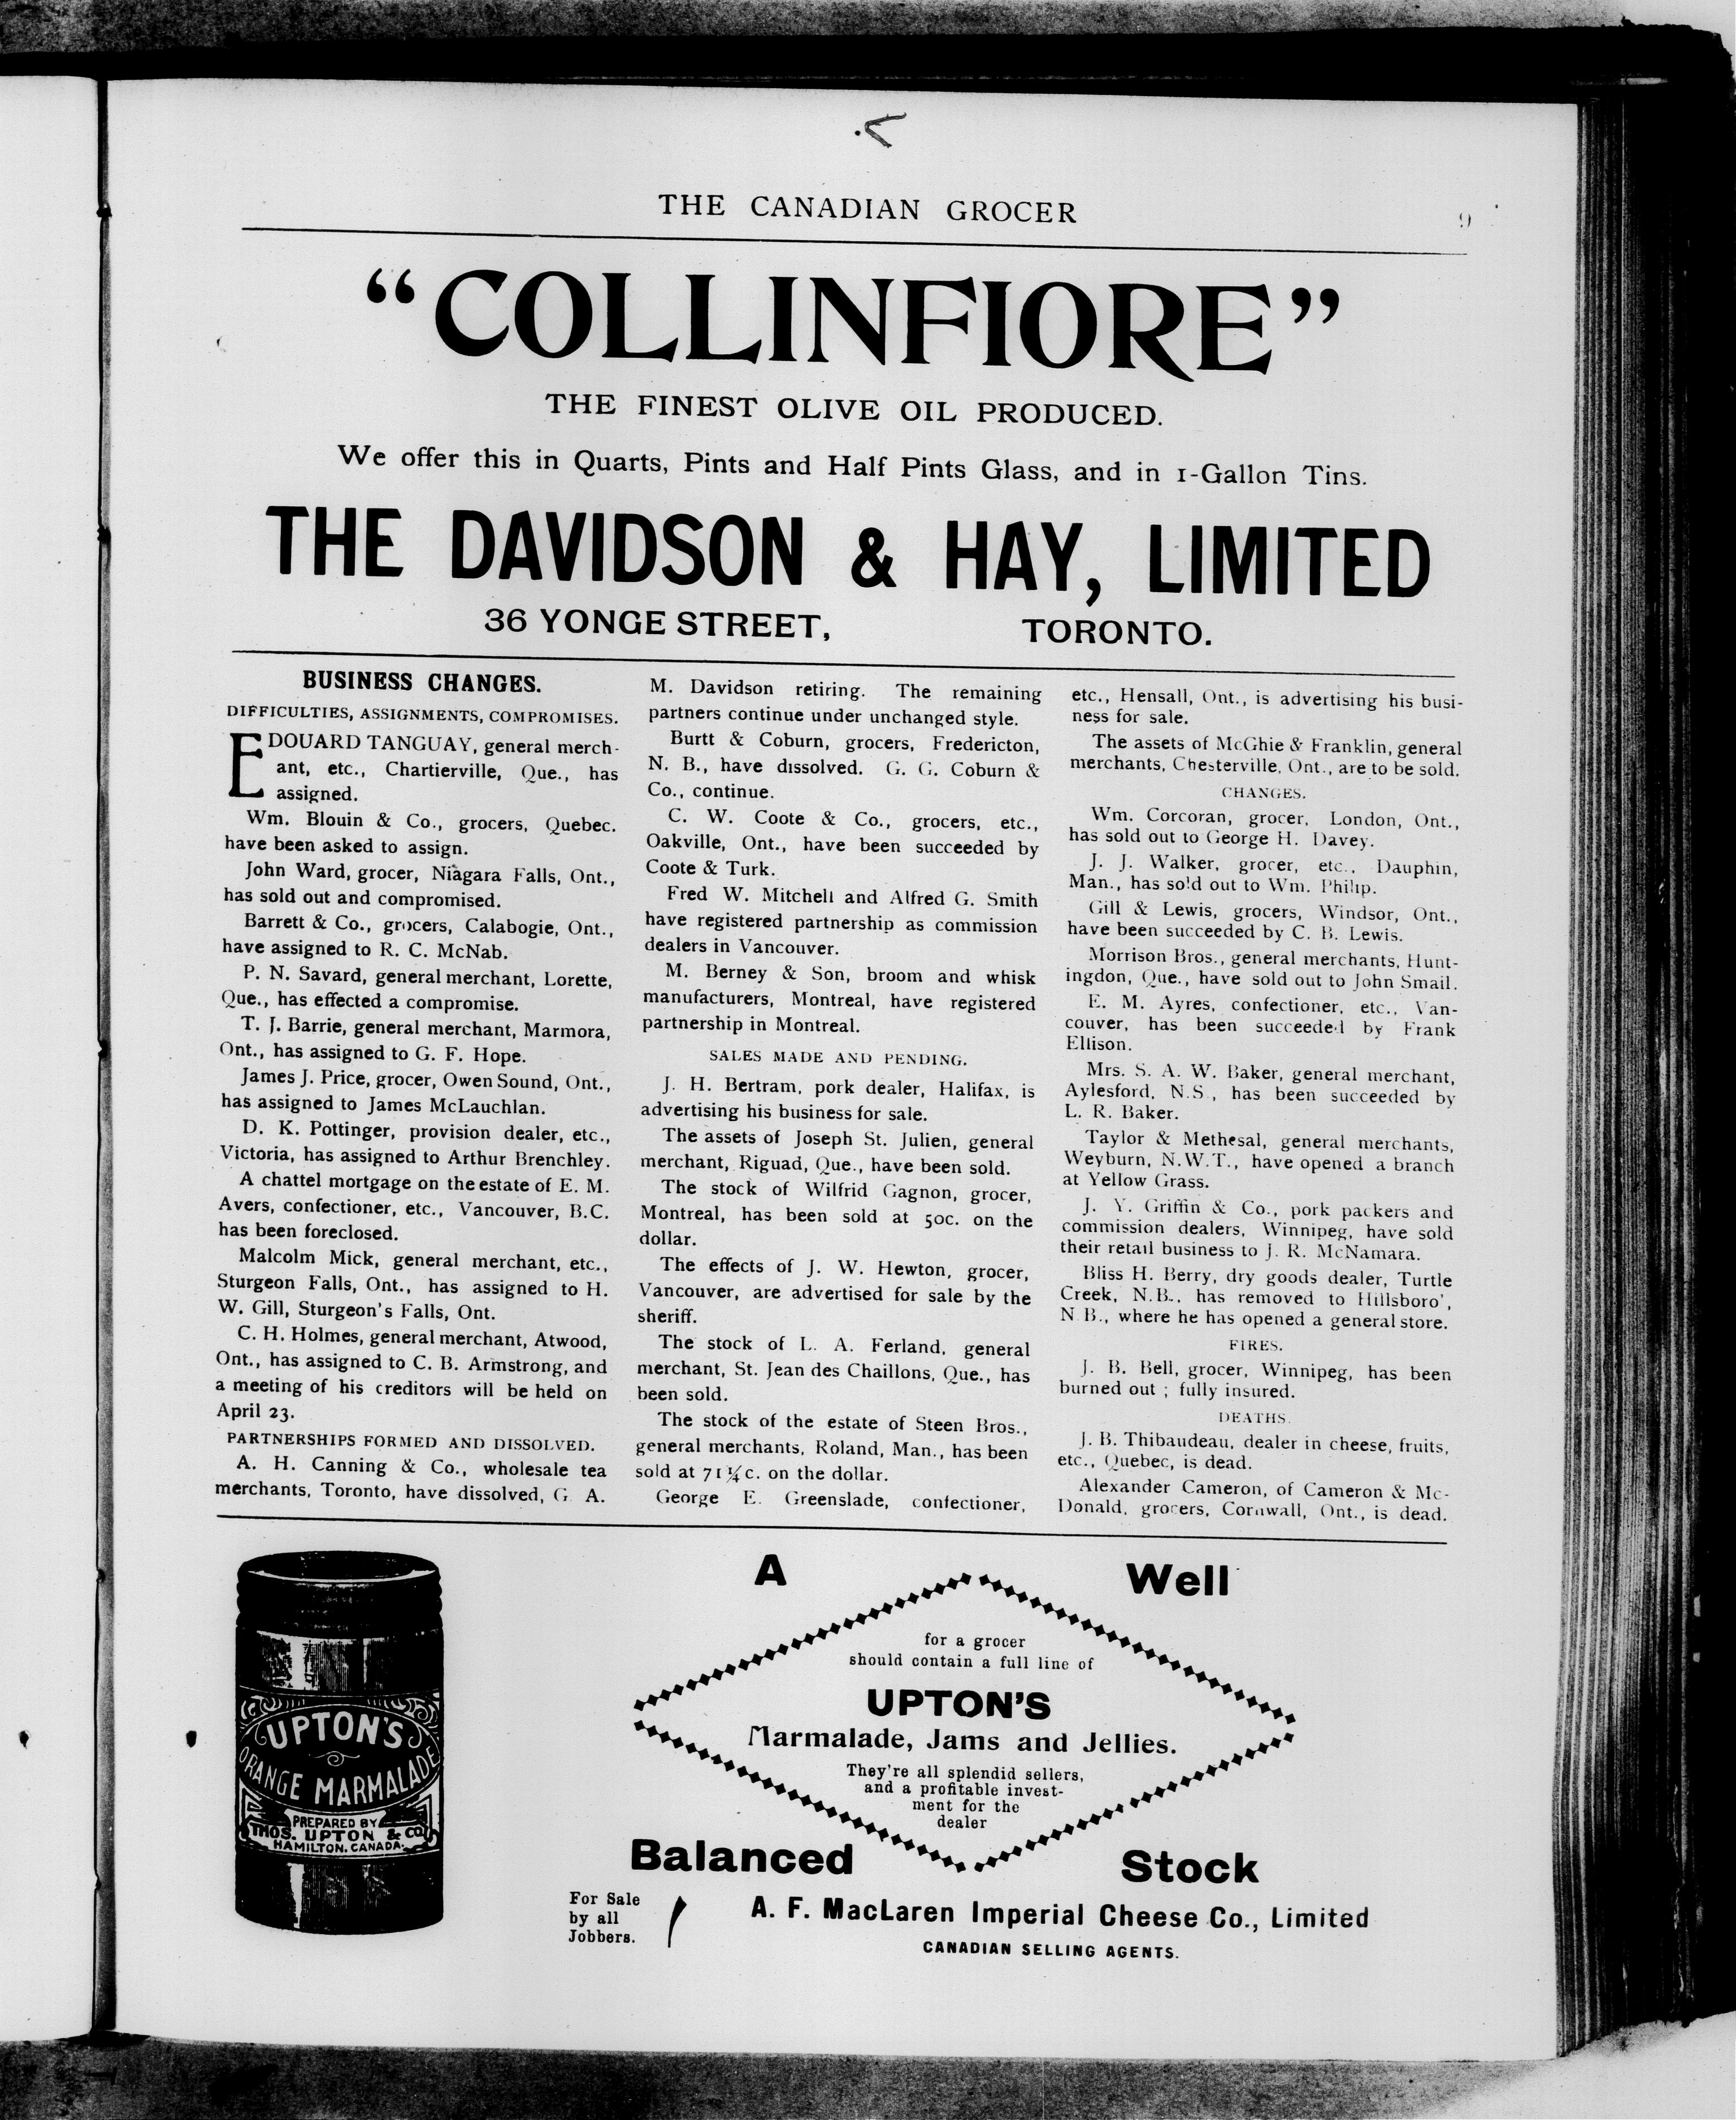 THE CANADIAN GROCER
9
“COLLINFIORE”
THE FINEST OLIVE OIL PRODUCED.
We offer this in Quarts, Pints and Half Pints Glass, and in 1-Gallon Tins.
THE DAVIDSON & HAY, LIMITED
36 YONGE STREET, TORONTO.
BUSINESS CHANGES.
DIFFICULTIES, ASSIGNMENTS, COMPROMISES.
EDOUARD TANGUAY, general merch-
ant, etc., Chartierville, Que., has
assigned.
Wm. Blouin & Co., grocers, Quebec.
have been asked to assign.
John Ward, grocer, Niagara Falls, Ont.,
has sold out and compromised.
Barrett & Co., grocers, Calabogie, Ont.,
have assigned to R. C. McNab.
P. N. Savard, general merchant, Lorette,
Que., has effected a compromise.
T. J. Barrie, general merchant, Marmora,
Ont., has assigned to G. F. Hope.
James J. Price, grocer, Owen Sound, Ont.,
has assigned to James McLauchlan.
D. K. Pottinger, provision dealer, etc.,
Victoria, has assigned to Arthur Brenchley.
A chattel mortgage on the estate of E. M.
Avers, confectioner, etc., Vancouver, B.C.
has been foreclosed.
Malcolm Mick, general merchant, etc.,
Sturgeon Falls, Ont., has assigned to H.
W. Gill, Sturgeon's Falls, Ont.
C. H. Holmes, general merchant, Atwood,
Ont., has assigned to C. B. Armstrong, and
a meeting of his creditors will be held on
April 23.
PARTNERSHIPS FORMED AND DISSOLVED.
A. H. Canning & Co., wholesale tea
merchants, Toronto, have dissolved, G. A.
M. Davidson retiring. The remaining
partners continue under unchanged style.
Burtt & Coburn, grocers, Fredericton,
N. B., have dissolved. G. G. Coburn &
Co., continue.
C. W. Coote & Co., grocers, etc.,
Oakville, Ont., have been succeeded by
Coote & Turk.
Fred W. Mitchell and Alfred G. Smith
have registered partnership as commission
dealers in Vancouver.
M. Berney & Son, broom and whisk
manufacturers, Montreal, have registered
partnership in Montreal.
SALES MADE AND PENDING.
J. H. Bertram, pork dealer, Halifax, is
advertising his business for sale.
The assets of Joseph St. Julien, general
merchant, Riguad, Que., have been sold.
The stock of Wilfrid Gagnon, grocer,
Montreal, has been sold at 50c. on the
dollar.
The effects of J. W. Hewton, grocer,
Vancouver, are advertised for sale by the
sheriff.
The stock of L. A. Ferland, general
merchant, St. Jean des Chaillons, Que., has
been sold.
The stock of the estate of Steen Bros.,
general merchants, Roland, Man., has been
sold at 71¼c. on the dollar.
George E. Greenslade, confectioner,
etc., Hensall, Ont., is advertising his busi-
ness for sale.
The assets of McGhie & Franklin, general
merchants, Chesterville, Ont., are to be sold.
CHANGES.
Wm. Corcoran, grocer, London, Ont.,
has sold out to George H. Davey.
J. J. Walker, grocer, etc., Dauphin,
Man., has sold out to Wm. Philip.
Gill & Lewis, grocers, Windsor, Ont.,
have been succeeded by C. B. Lewis.
Morrison Bros., general merchants, Hunt-
ingdon, Que., have sold out to John Smail.
E. M. Ayres, confectioner, etc., Van-
couver, has been succeeded by Frank
Ellison.
Mrs. S. A. W. Baker, general merchant,
Aylesford, N.S., has been succeeded by
L. R. Baker.
Taylor & Methesal, general merchants,
Weyburn, N.W.T., have opened a branch
at Yellow Grass.
J. Y. Griffin & Co., pork packers and
commission dealers, Winnipeg, have sold
their retail business to J. R. McNamara.
Bliss H. Berry, dry goods dealer, Turtle
Creek, N.B., has removed to Hillsboro',
N B., where he has opened a general store.
FIRES.
J. B. Bell, grocer, Winnipeg, has been
burned out ; fully insured.
DEATHS.
J. B. Thibaudeau, dealer in cheese, fruits,
etc., Quebec, is dead.
Alexander Cameron, of Cameron & Mc-
Donald, grocers, Cornwall, Ont., is dead.
UPTON'S
ORANGE MARMALADE
PREPARED BY
THOS. UPTON & CO.
HAMILTON, CANADA.
A Well
for a grocer
should contain a full line of
UPTON'S
Marmalade, Jams and Jellies.
They're all splendid sellers,
and a profitable invest-
ment for the
dealer
Balanced Stock
For Sale
by all
Jobbers.
A. F. MacLaren Imperial Cheese Co., Limited
CANADIAN SELLING AGENTS.